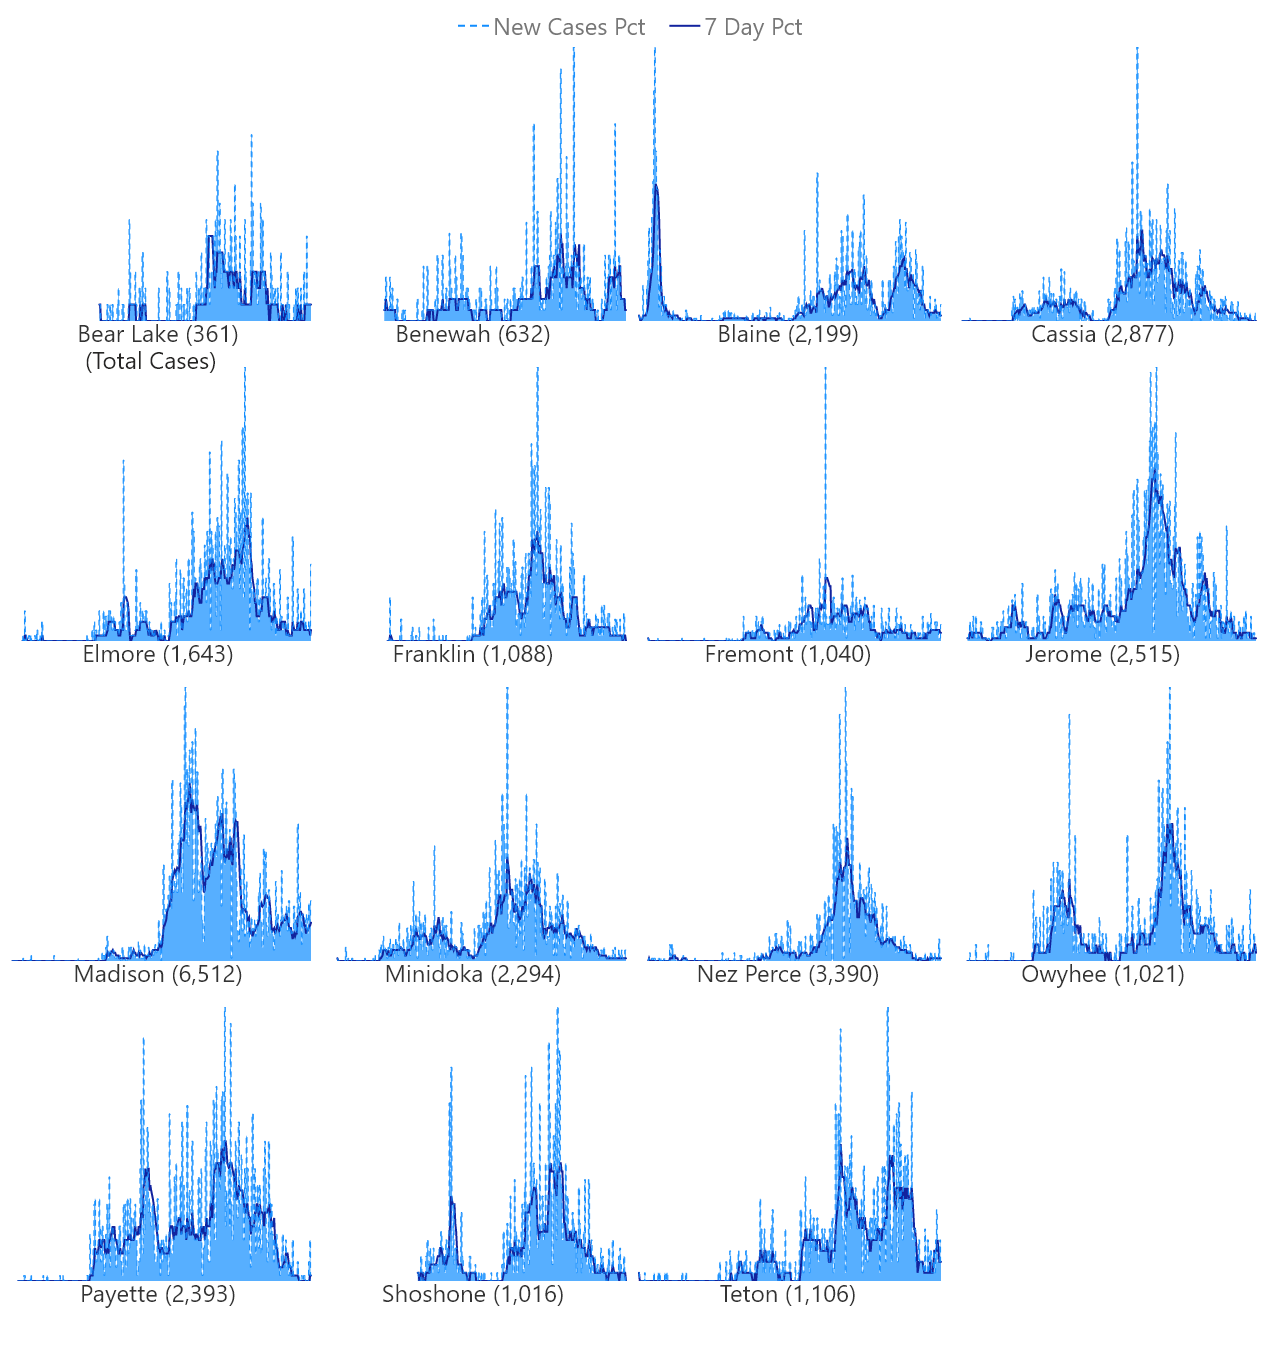 New Cases Pct 7 Day Pct
Bear Lake (361)
(Total Cases)
Benewah (632)
Blaine (2,199)
Cassia (2,877)
Elmore (1,643)
Franklin (1,088)
Fremont (1,040)
Jerome (2,515)
Madison (6,512)
Minidoka (2,294)
Nez Perce (3,390)
Owyhee (1,021)
Payette (2,393)
Shoshone (1,016)
Teton (1,106)